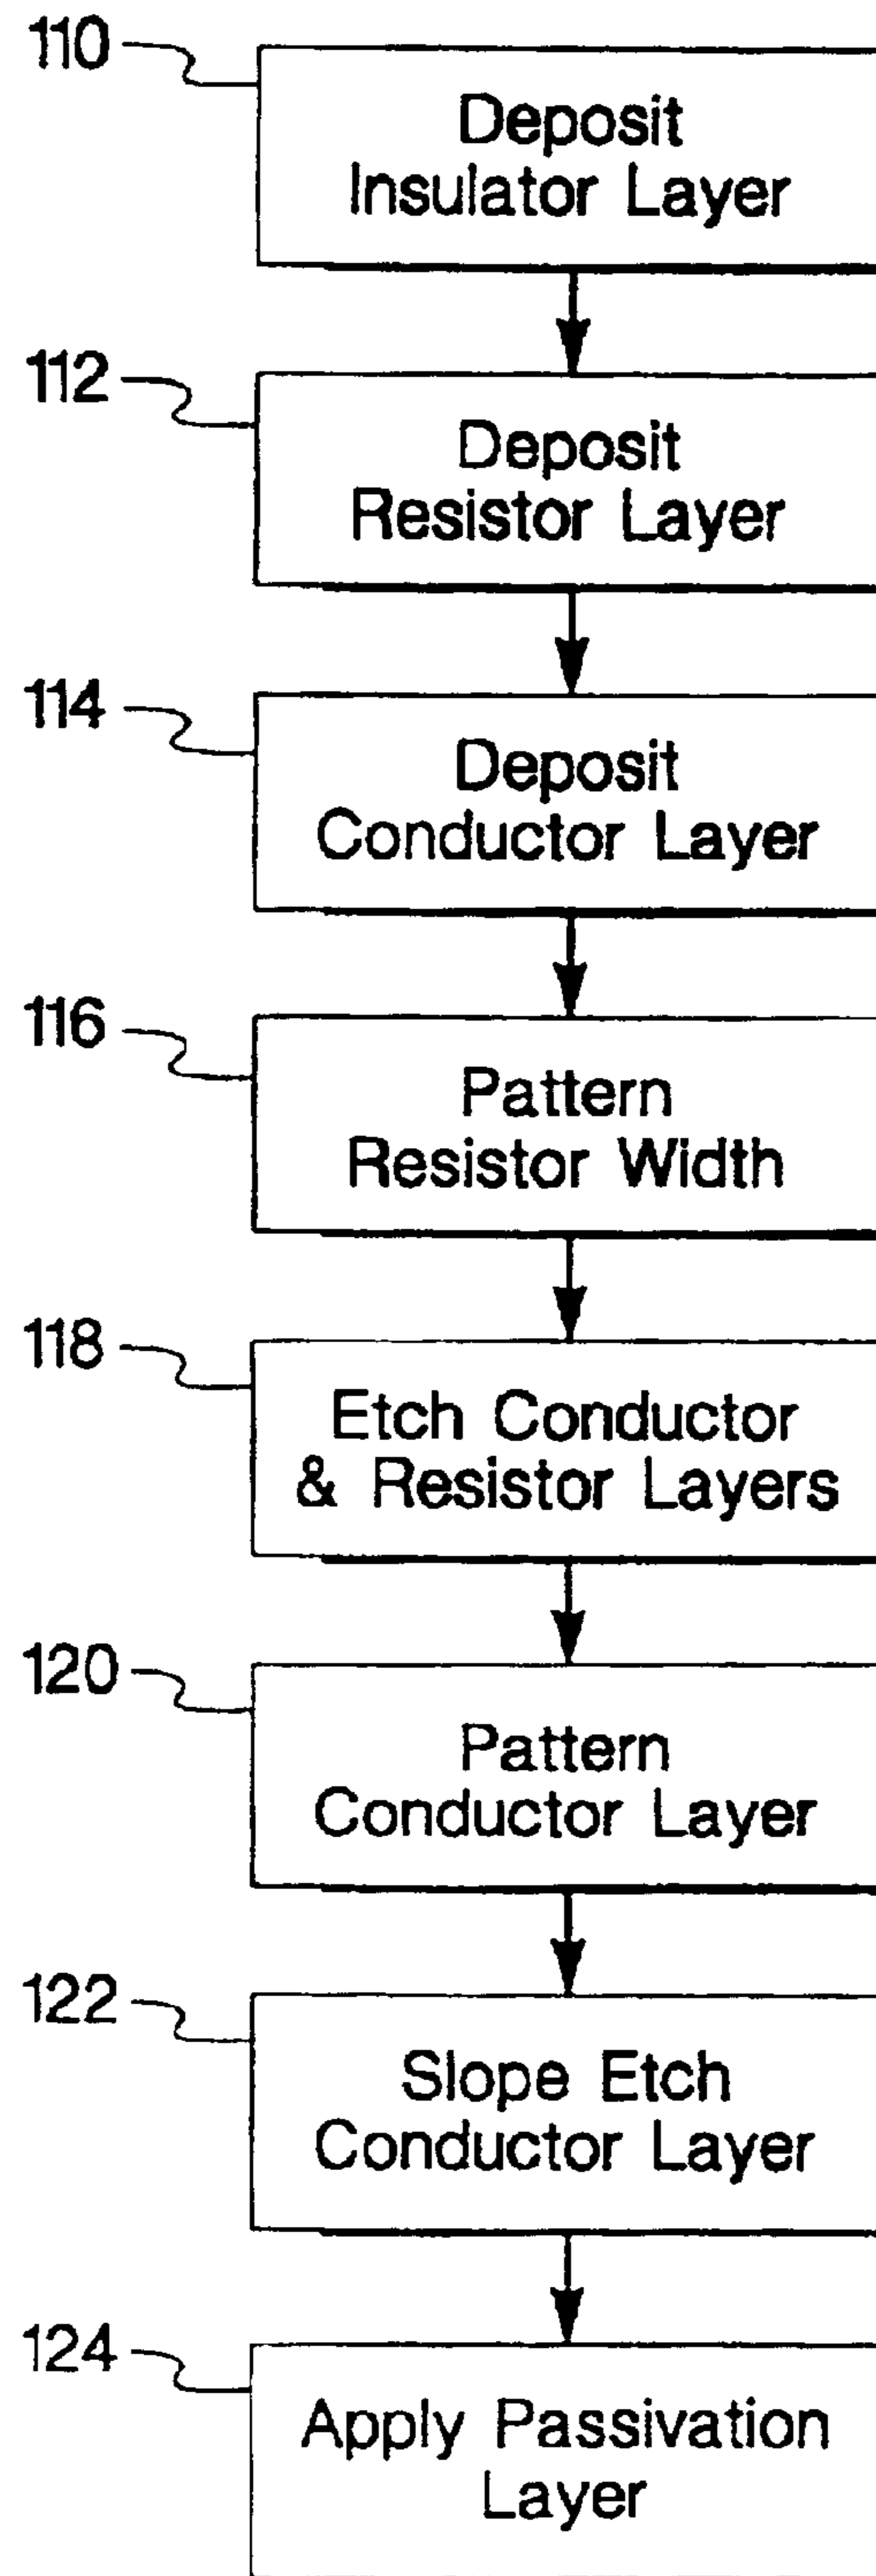 110
Deposit
Insulator Layer
112
Deposit
Resistor Layer
114
Deposit
Conductor Layer
116
Pattern
Resistor Width
118
Etch Conductor
& Resistor Layers
120
Pattern
Conductor Layer
122
Slope Etch
Conductor Layer
124
Apply Passivation
Layer